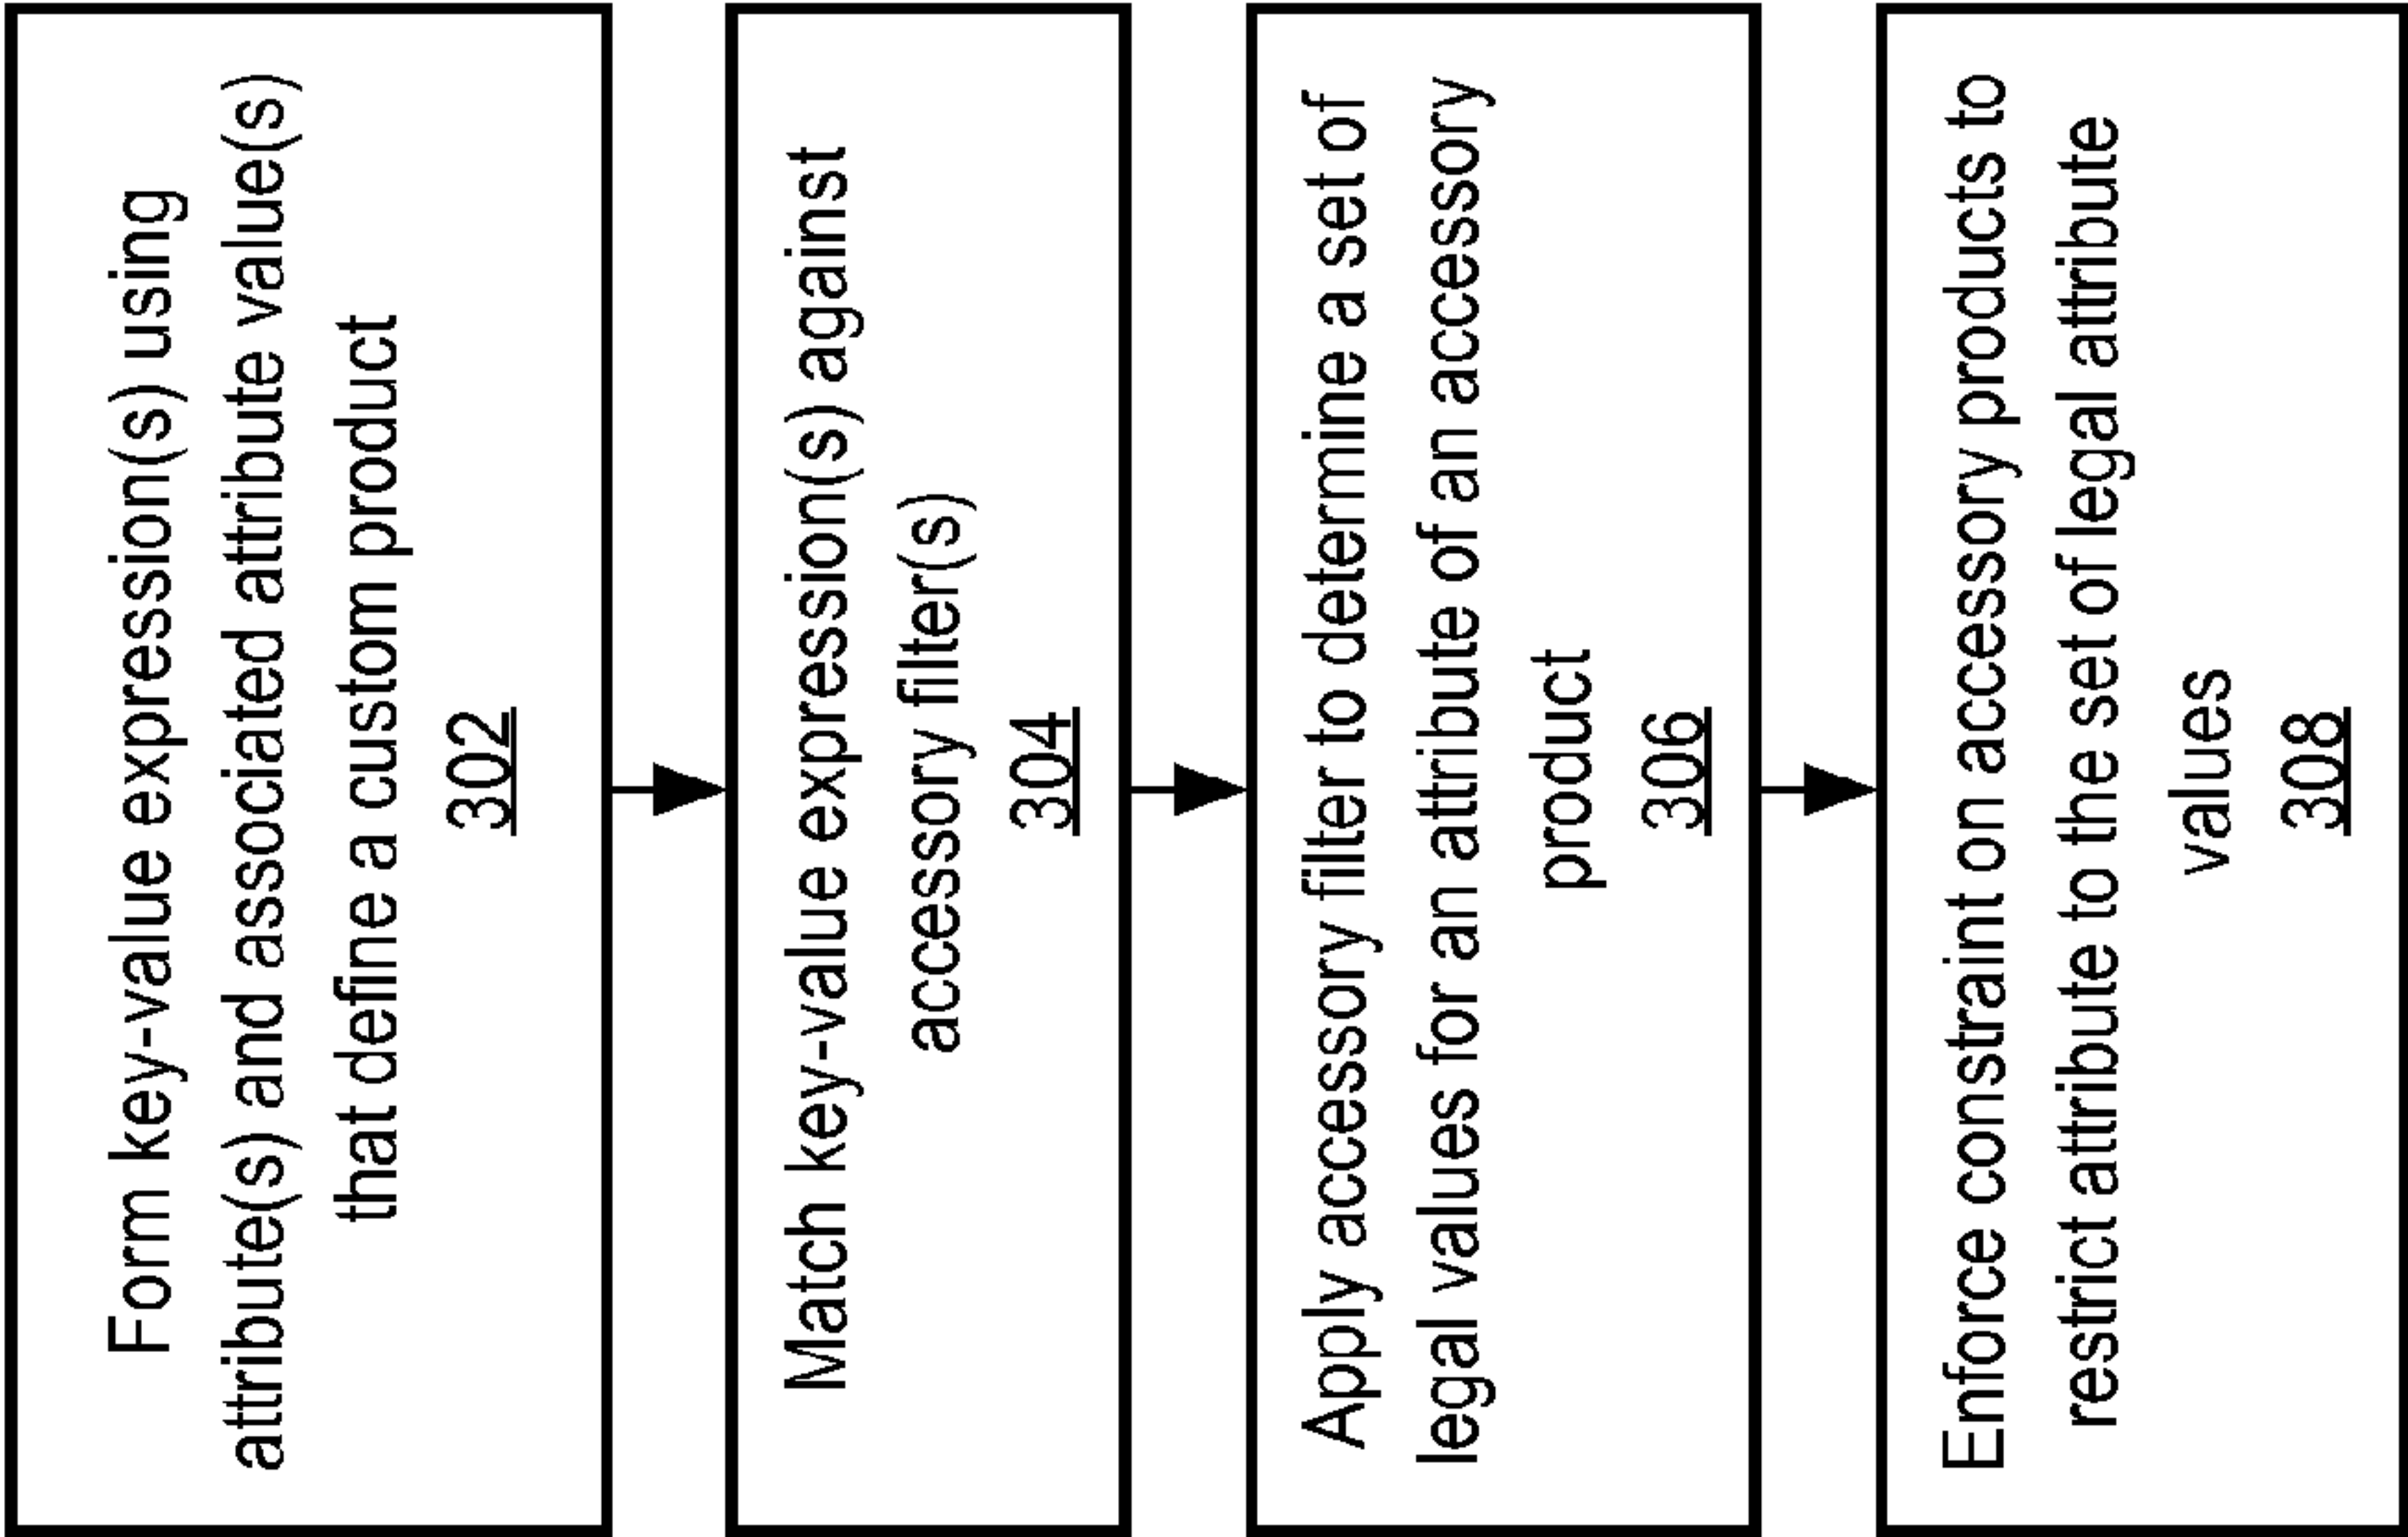 Form key-value expression(s) using
attribute(s) and associated attribute value(s)
that define a custom product
302
Match key-value expression(s) against
accessory filter(s)
304
Apply accessory filter to determine a set of
legal values for an attribute of an accessory
product
306
Enforce constraint on accessory products to
restrict attribute to the set of legal attribute
values
308